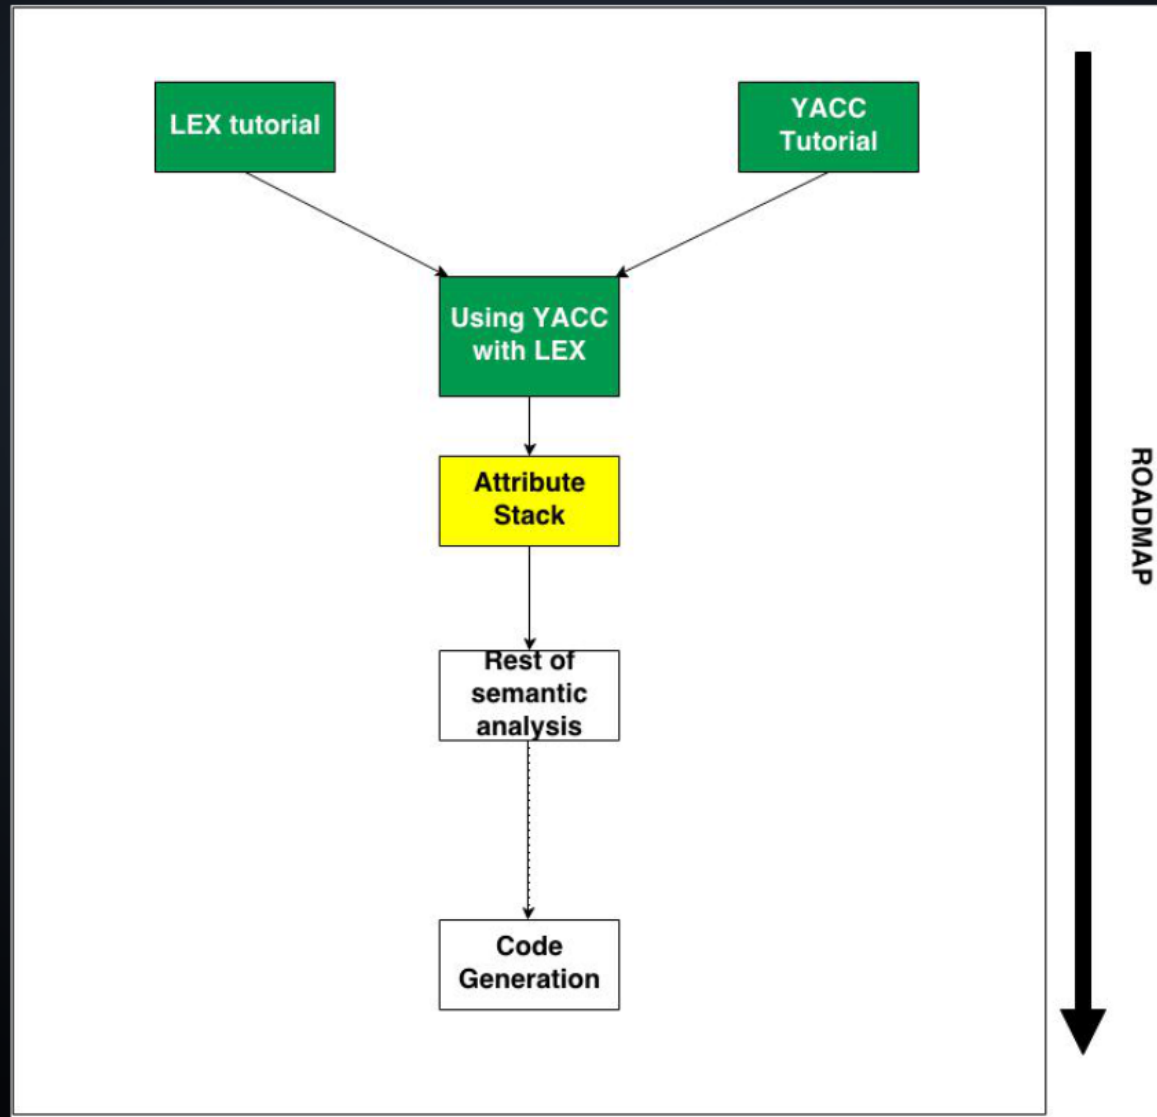 LEX tutorial
YACC
Tutorial
Using YACC
with LEX
Attribute
Stack
Rest of
semantic
analysis
Code
Generation
ROADMAP